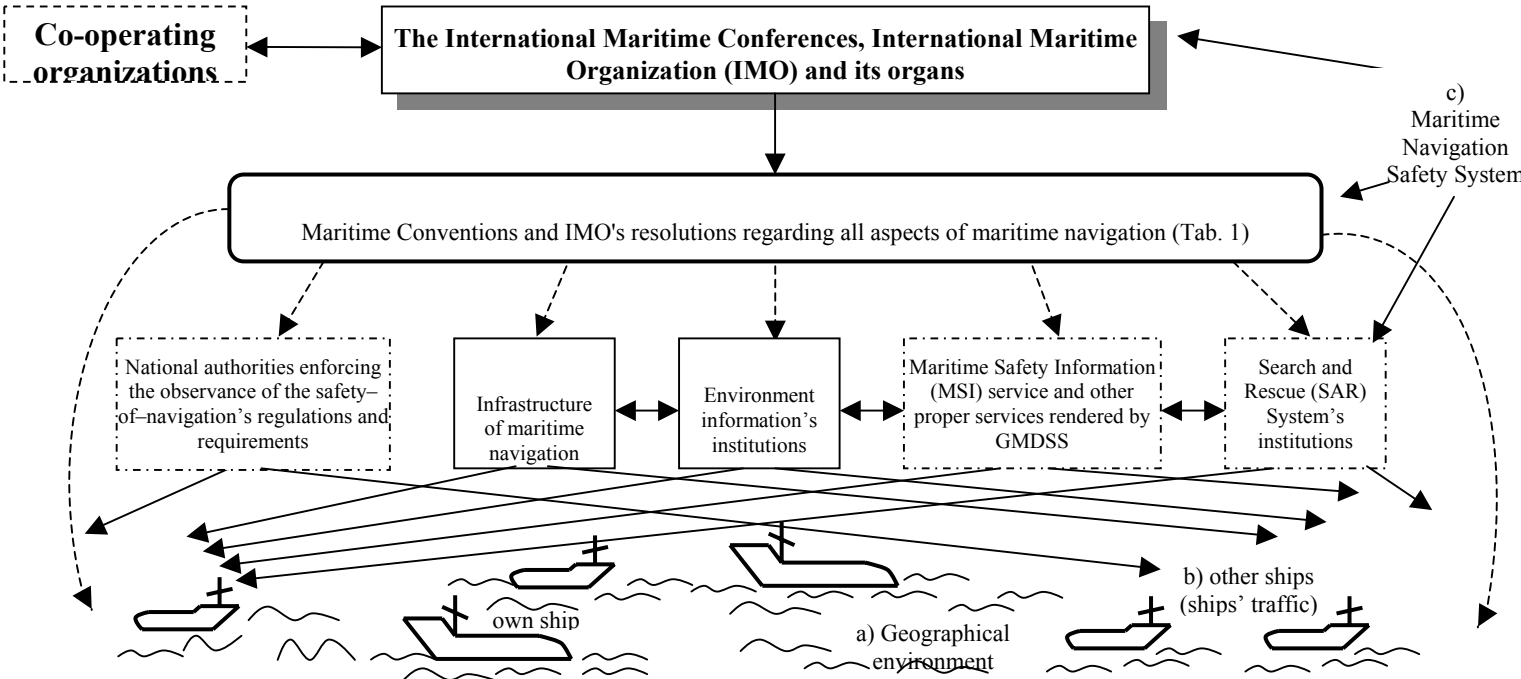 Co-operating
organizations
The International Maritime Conferences, International Maritime
Organization (IMO) and its organs
c)
Maritime
Navigation
Safety System
Maritime Conventions and IMO's resolutions regarding all aspects of maritime navigation (Tab. 1)
National authorities enforcing
the observance of the safety–
of–navigation’s regulations and
requirements
Infrastructure
of maritime
navigation
Environment
information’s
institutions
Maritime Safety Information
(MSI) service and other
proper services rendered by
GMDSS
Search and
Rescue (SAR)
System’s
institutions
own ship
a) Geographical
environment
b) other ships
(ships’ traffic)